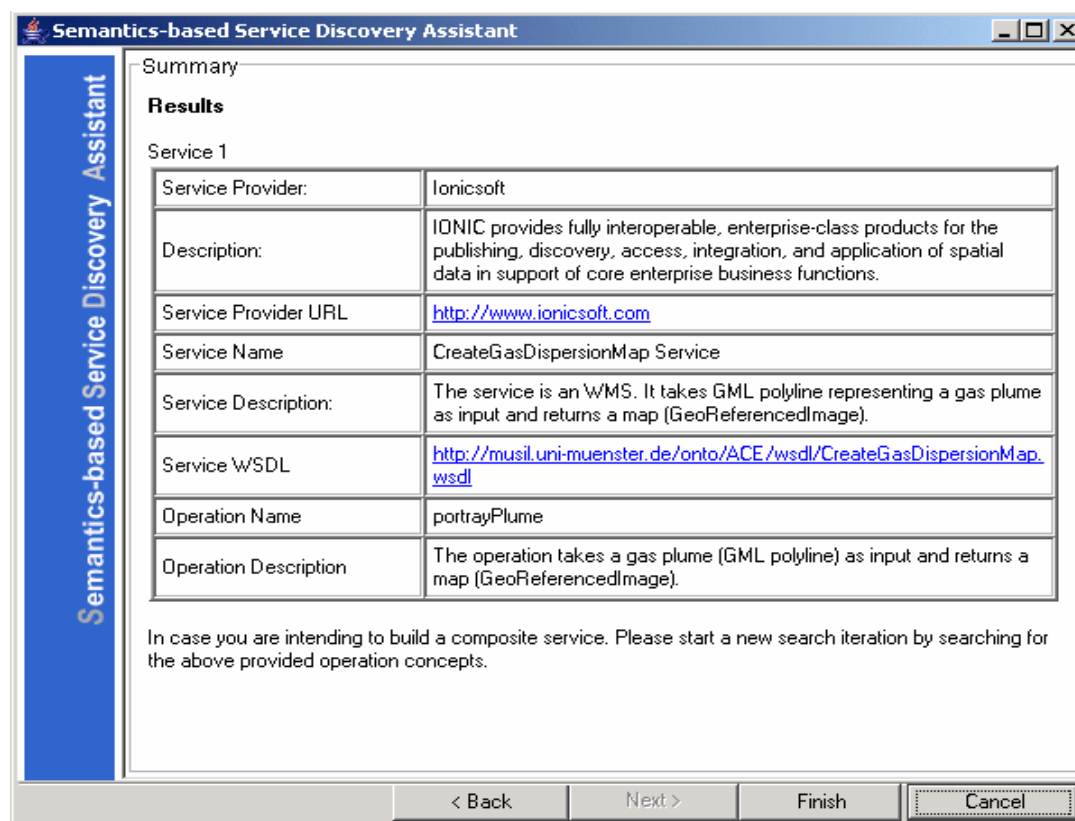 Semantics-based Service Discovery Assistant
Semantics-based Service Discovery Assistant
Summary
Results
Service 1
Service Provider:
Ionicsoft
Description:
IONIC provides fully interoperable, enterprise-class products for the
publishing, discovery, access, integration, and application of spatial
data in support of core enterprise business functions.
Service Provider URL
http://www.ionicsoft.com
Service Name
CreateGasDispersionMap Service
Service Description:
The service is an WMS. It takes GML polyline representing a gas plume
as input and returns a map (GeoReferencedImage).
Service WSDL
http://musil.uni-muenster.de/onto/ACE/wsdl/CreateGasDispersionMap.
wsdl
Operation Name
portrayPlume
Operation Description
The operation takes a gas plume (GML polyline) as input and returns a
map (GeoReferencedImage).
In case you are intending to build a composite service. Please start a new search iteration by searching for
the above provided operation concepts.
< Back
Next >
Finish
Cancel